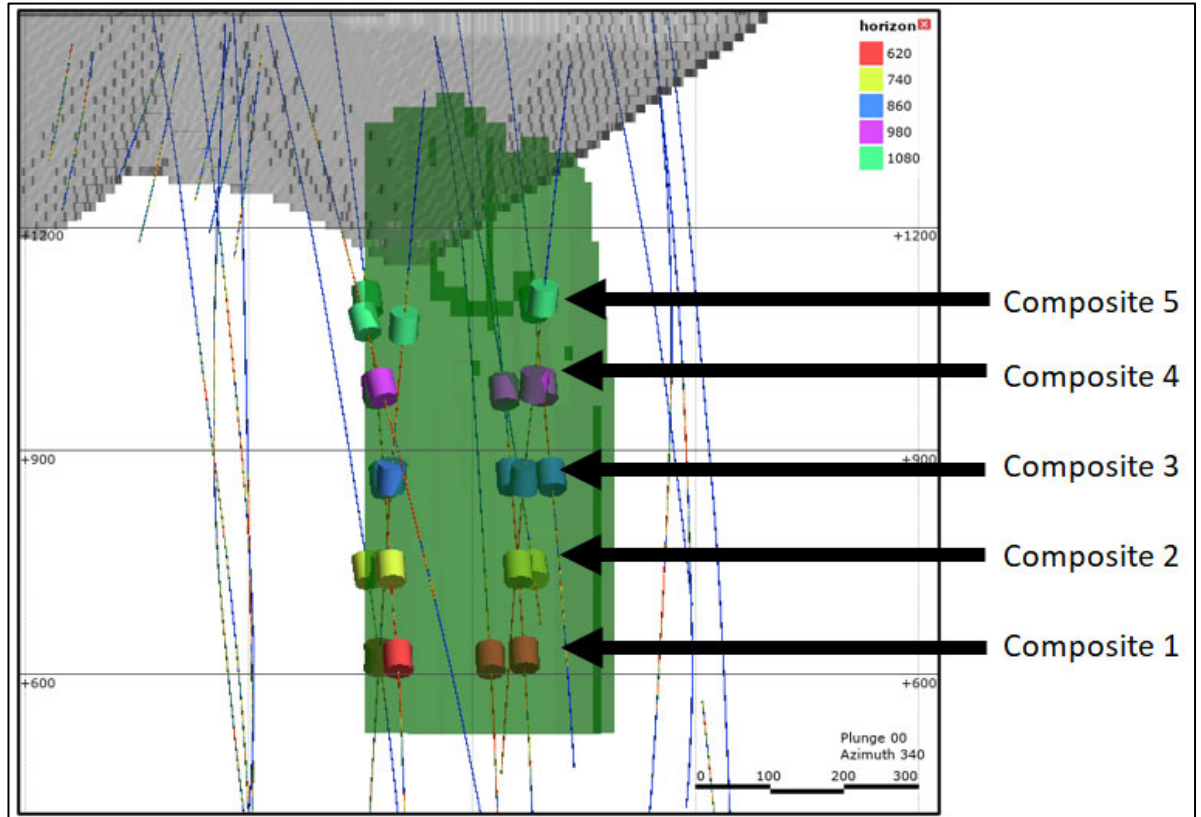 horizon
620
740
860
980
1080
+1200
+1200
Composite 5
Composite 4
+900
+900
Composite 3
Composite 2
Composite 1
+600
+600
Plunge 00
Azimuth 340
0 100 200 300